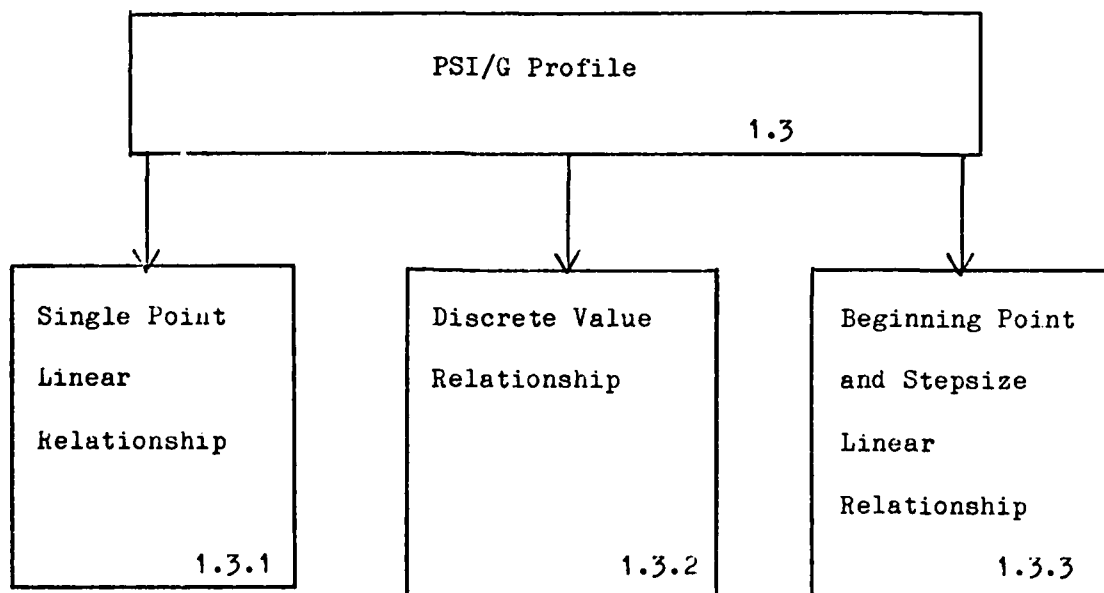 PSI/G Profile
1.3
Single Point
Linear
Relationship
1.3.1
Discrete Value
Relationship
1.3.2
Beginning Point
and Stepsize
Linear
Relationship
1.3.3